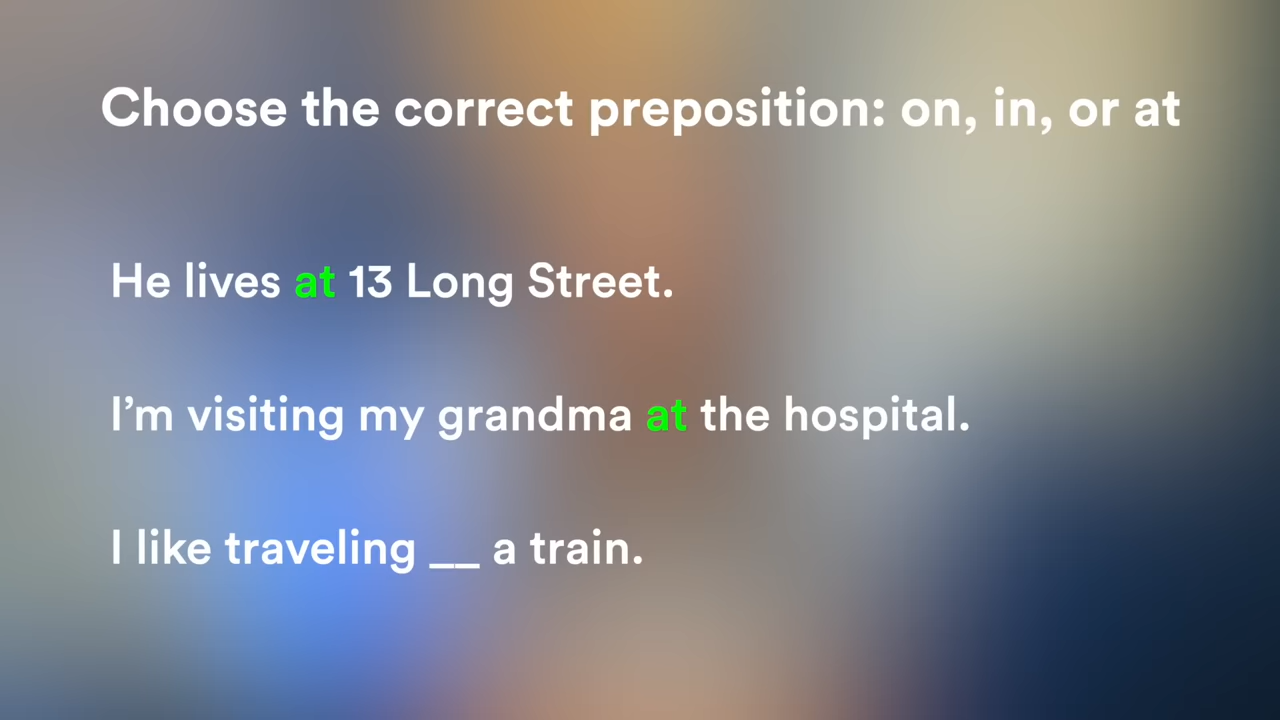 Choose the correct preposition: on, in, or at
He lives at 13 Long Street.
I’m visiting my grandma at the hospital.
I like traveling __ a train.